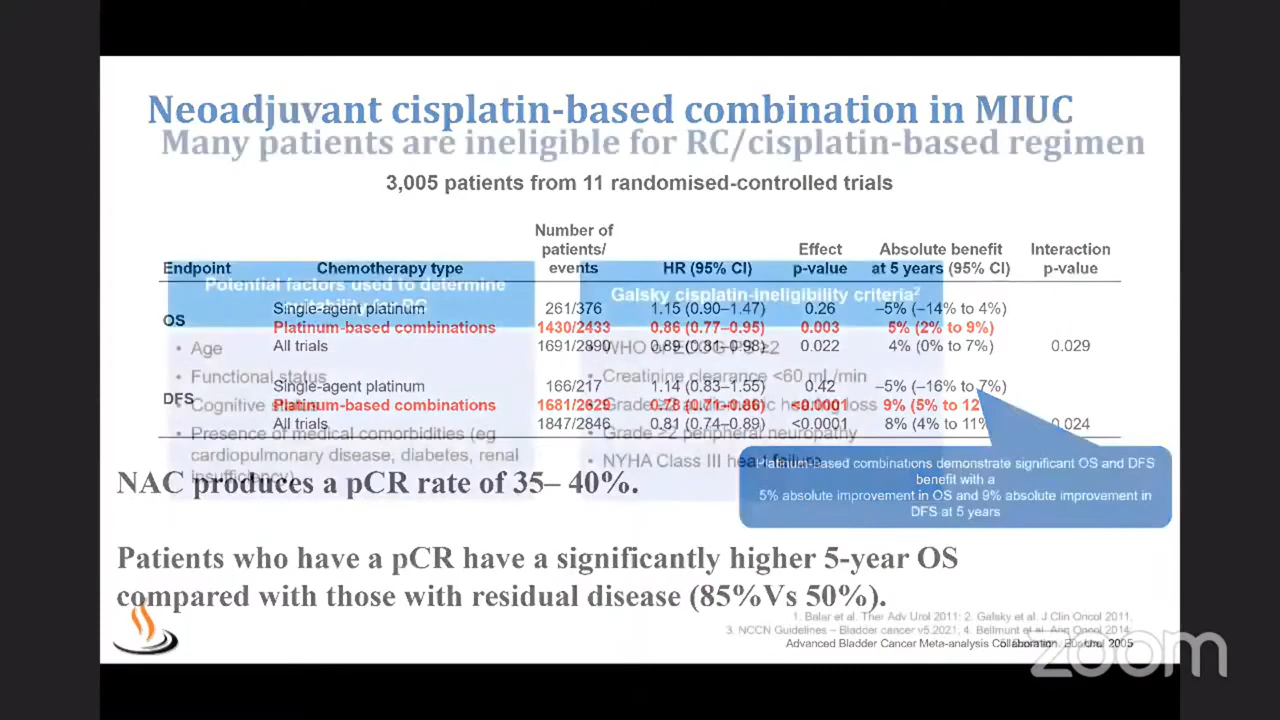 Neoadjuvant cisplatin-based combination in MIUC
Many patients are ineligible for RC/cisplatin-based regimen
3,005 patients from 11 randomised-controlled trials
Number of patients/ events
Effect p-value
Absolute benefit at 5 years (95% CI)
Interaction p-value
Endpoint Chemotherapy type HR (95% CI)
OS
Single-agent platinum 261/376 1.15 (0.90–1.47) 0.26 –5% (–14% to 4%)
Platinum-based combinations 1430/2433 0.86 (0.77–0.95) 0.003 5% (2% to 9%)
All trials 1691/2890 0.89 (0.81–0.98) 0.022 4% (0% to 7%) 0.029
DFS
Single-agent platinum 166/217 1.14 (0.83–1.55) 0.42 –5% (–16% to 7%)
Platinum-based combinations 1681/2629 0.78 (0.71–0.86) <0.0001 9% (5% to
All trials 1847/2846 0.81 (0.74–0.89) <0.0001 8% (4% to 11% 0.024
Potential factors used to determine
suitability for RC
• Age
• Functional status
• Cognitive
• Presence of medical comorbidities (eg
cardiopulmonary disease, diabetes, renal
insufficiency)
Galsky cisplatin-ineligibility criteria2
• WHO or ECOG PS ≥2
• Creatinine clearance <60 mL/min
• Grade hearing loss
• Grade ≥2 peripheral neuropathy
• NYHA Class III heart failure
Platinum-based combinations demonstrate significant OS and DFS
benefit with a
5% absolute improvement in OS and 9% absolute improvement in
DFS at 5 years
NAC produces a pCR rate of 35– 40%.
Patients who have a pCR have a significantly higher 5-year OS
compared with those with residual disease (85%Vs 50%).
1. Balar et al. Ther Adv Urol 2011; 2. Galsky et al. J Clin Oncol 2011,
3. NCCN Guidelines – Bladder cancer v5.2021, 4. Bellmunt et al. Ann Oncol 2014;
Advanced Bladder Cancer Meta-analysis Collaboration. Eur Urol 2005
zoom